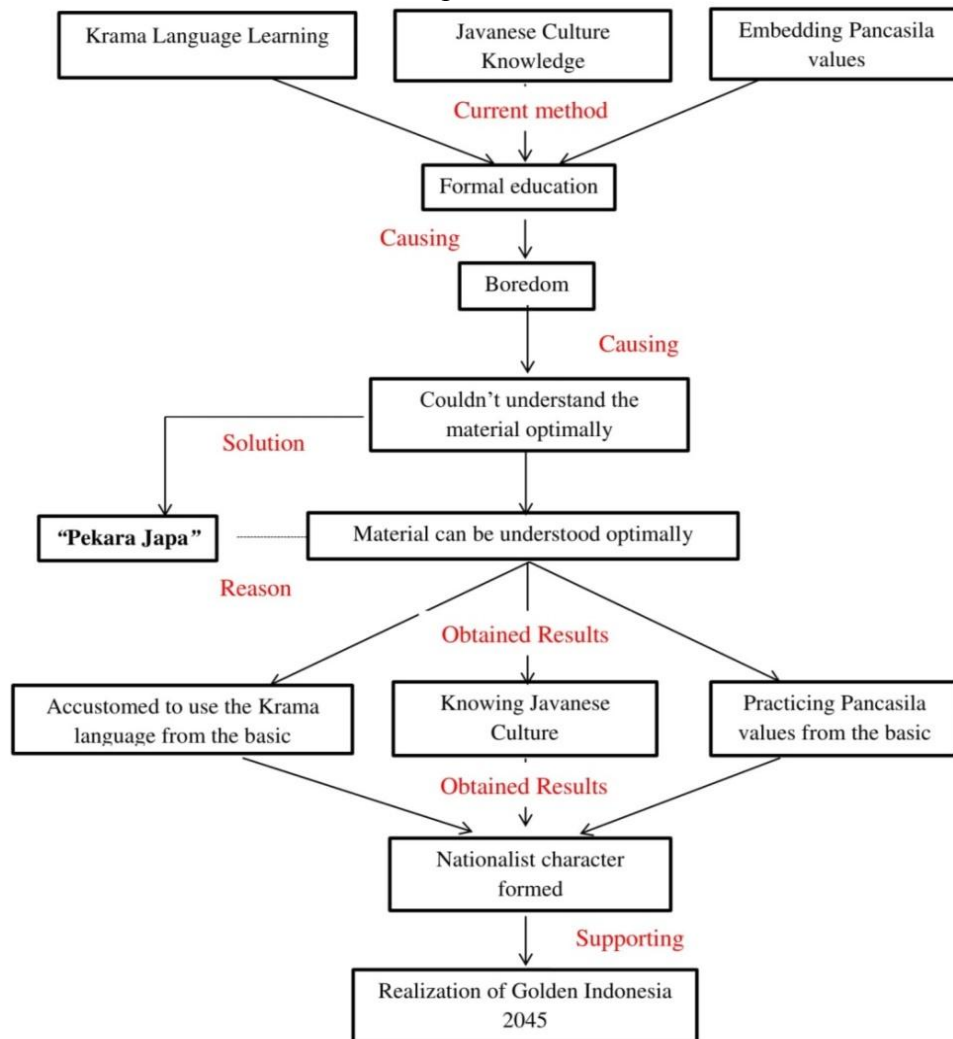 Krama Language Learning
Javanese Culture
Knowledge
Embedding Pancasila
values
Current method
Formal education
Causing
Boredom
Causing
Couldn’t understand the
material optimally
Solution
“Pekara Japa”
Material can be understood optimally
Reason
Obtained Results
Accustomed to use the Krama
language from the basic
Knowing Javanese
Culture
Practicing Pancasila
values from the basic
Obtained Results
Nationalist character
formed
Supporting
Realization of Golden Indonesia
2045